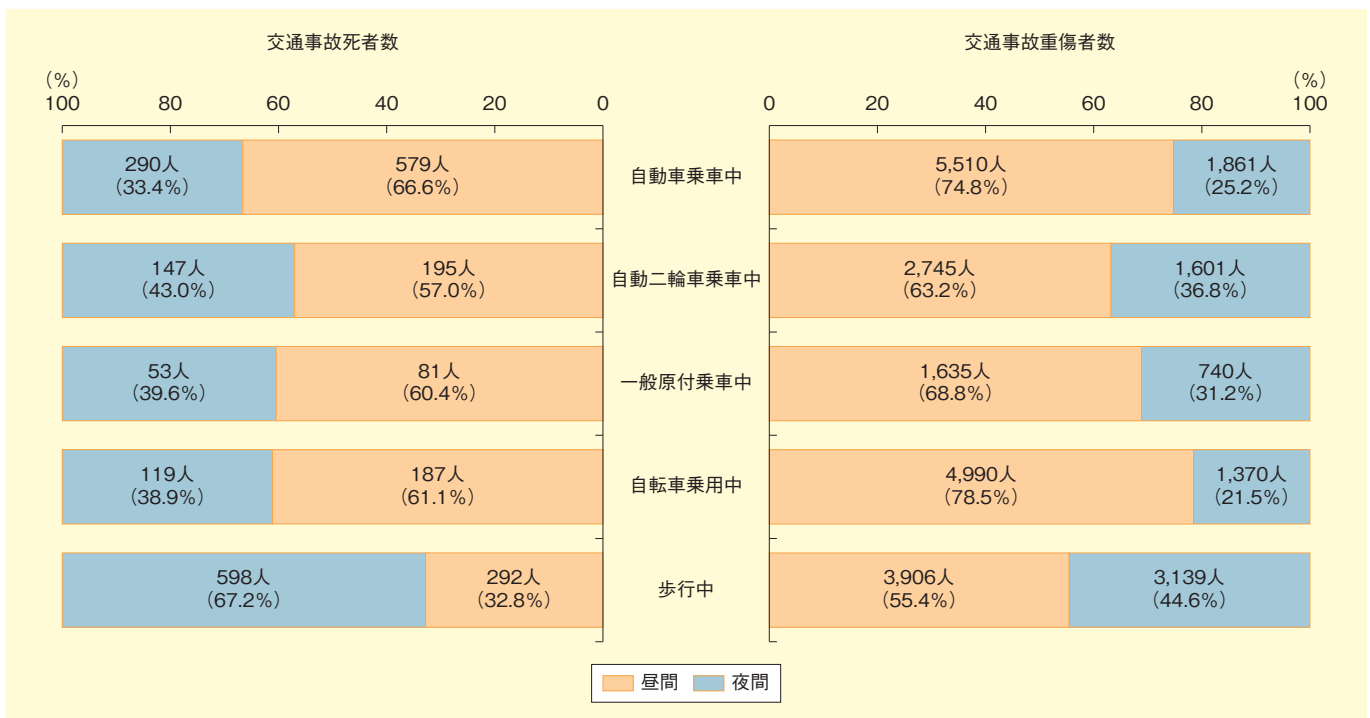 交通事故死者数
交通事故重傷者数
(%)
100 80 60 40 20 0
(%)
0 20 40 60 80 100
290人
(33.4%)
579人
(66.6%)
自動車乗車中
5,510人
(74.8%)
1,861人
(25.2%)
147人
(43.0%)
195人
(57.0%)
自動二輪車乗車中
2,745人
(63.2%)
1,601人
(36.8%)
53人
(39.6%)
81人
(60.4%)
一般原付乗車中
1,635人
(68.8%)
740人
(31.2%)
119人
(38.9%)
187人
(61.1%)
自転車乗用中
4,990人
(78.5%)
1,370人
(21.5%)
598人
(67.2%)
292人
(32.8%)
歩行中
3,906人
(55.4%)
3,139人
(44.6%)
昼間 夜間